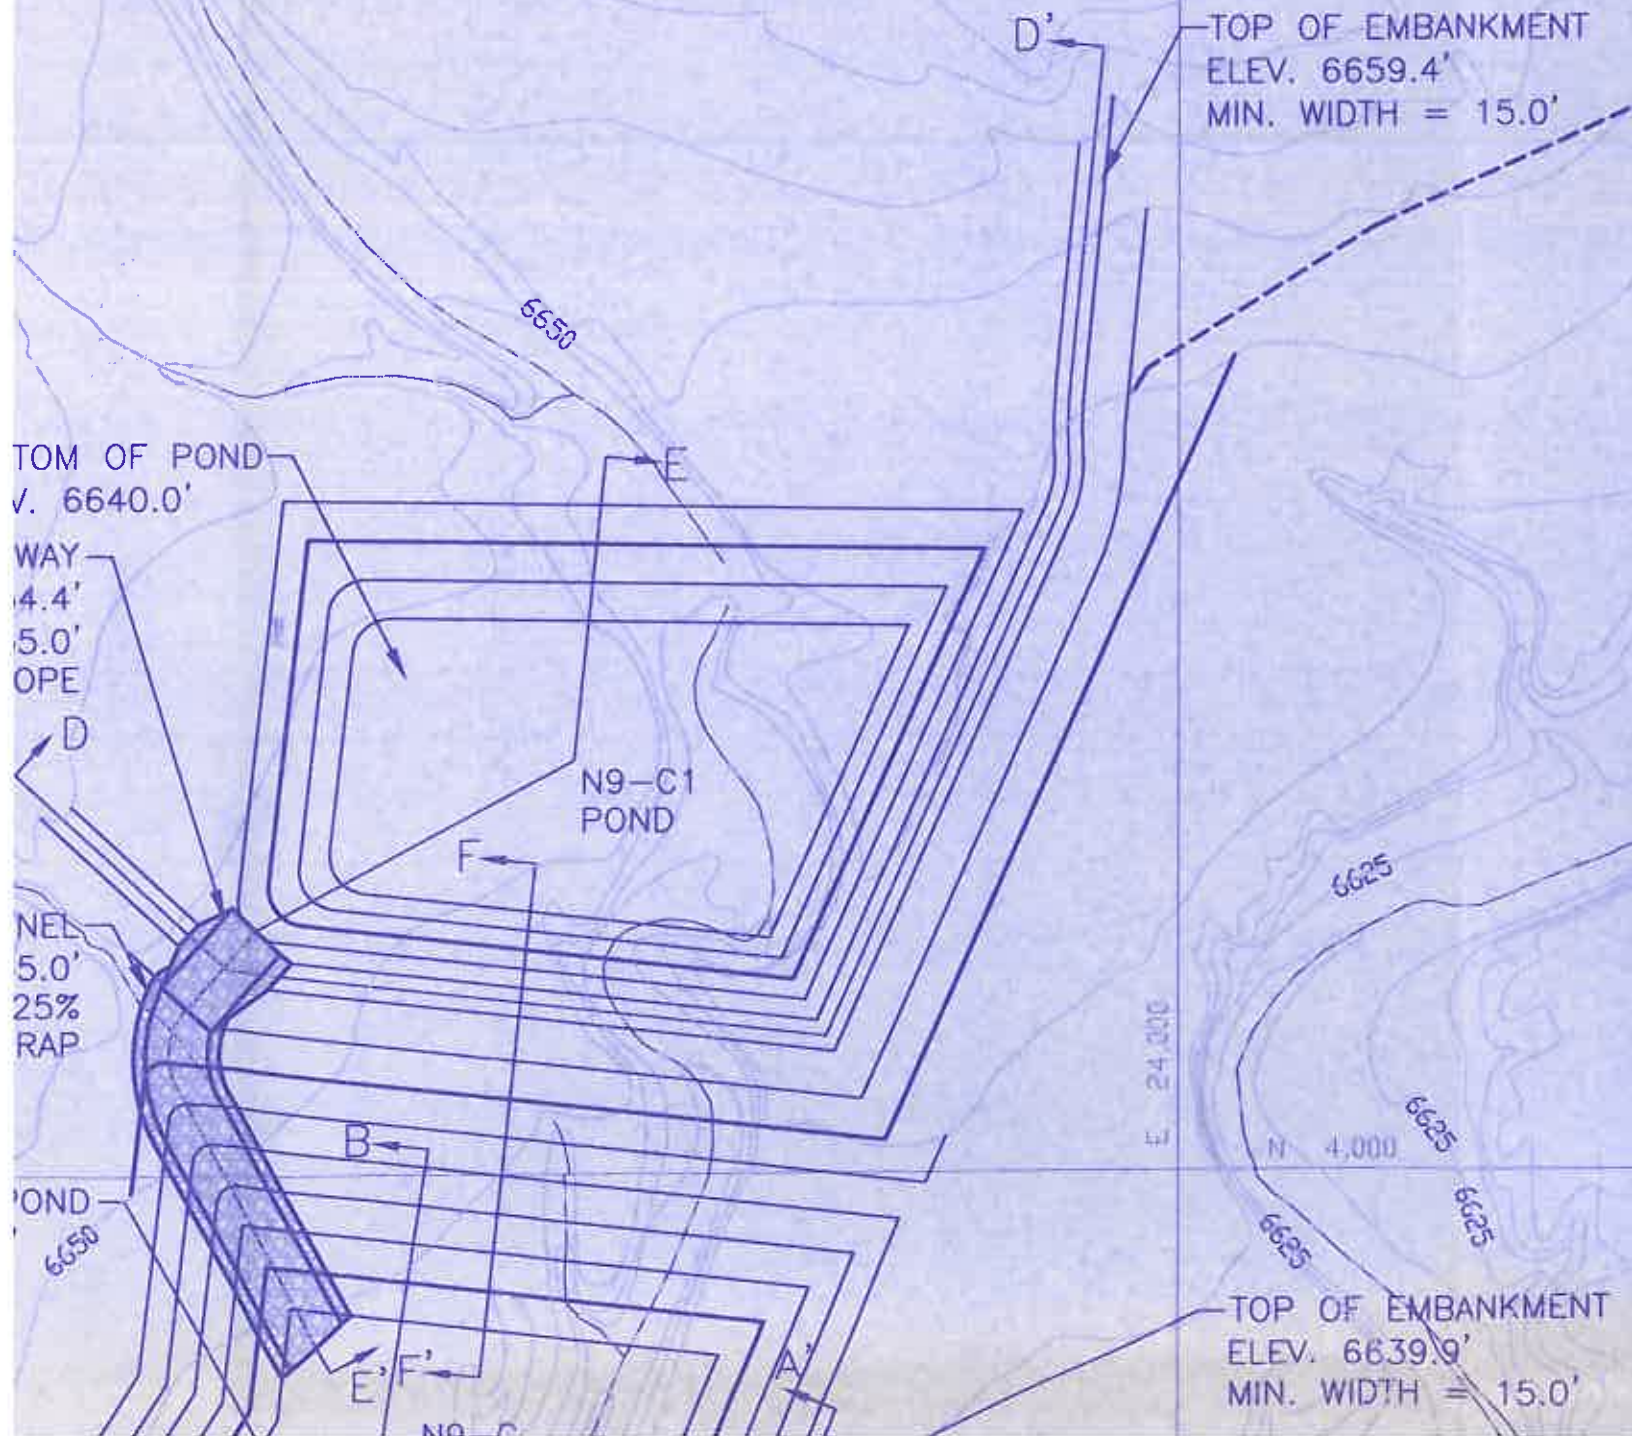 D'
TOP OF EMBANKMENT
ELEV. 6659.4'
MIN. WIDTH = 15.0'
6650
E
TOM OF POND
V. 6640.0'
WAY
4.4'
5.0'
OPE
D
N9-C1
POND
F
6625
NEL
5.0'
25%
RAP
E 24,000
6625
N 4,000
B
POND
6650
6625
6625
TOP OF EMBANKMENT
ELEV. 6639.9'
MIN. WIDTH = 15.0'
E'
F'
A'
N9-C